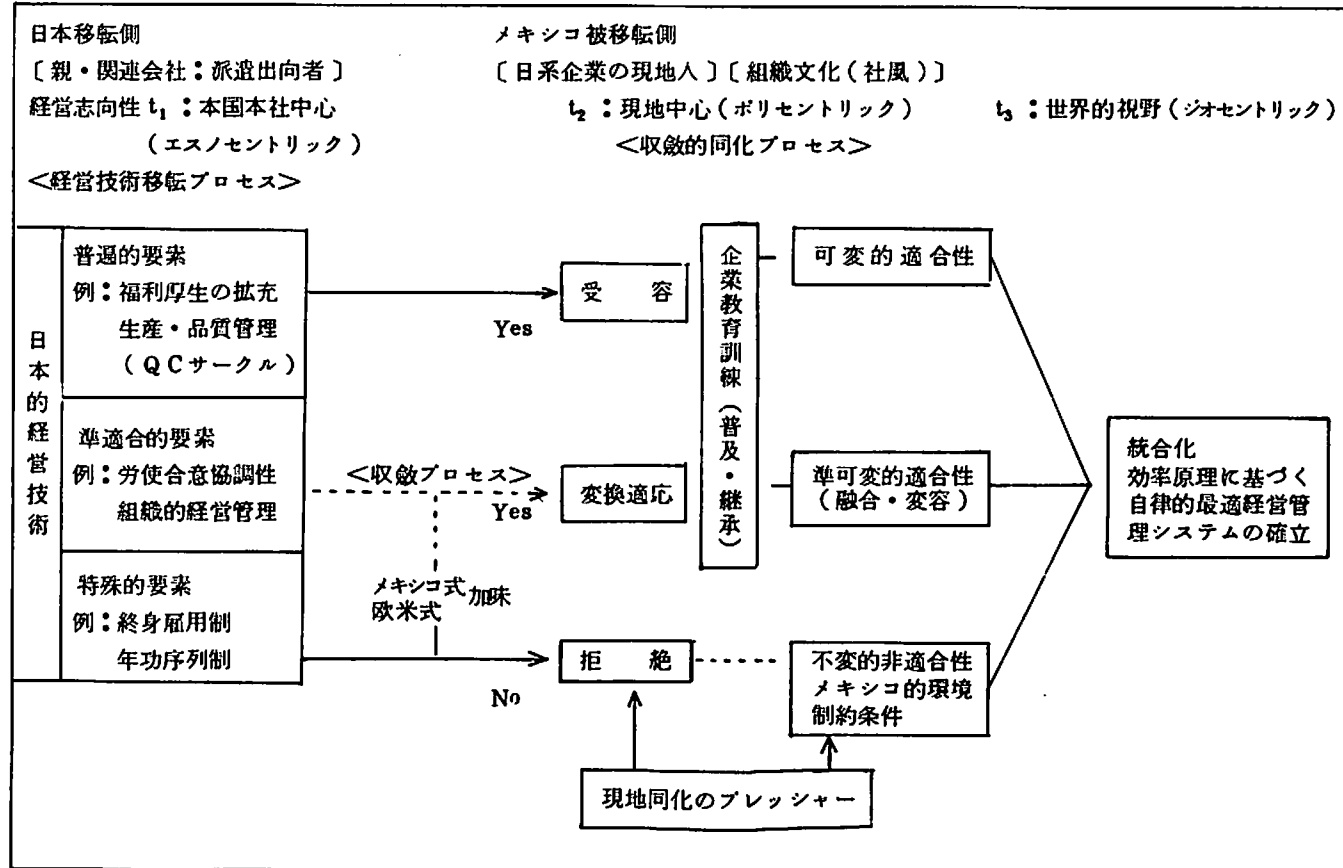 日本移転側
〔親・関連会社：派遣出向者〕
経営志向性 t₁：本国本社中心
（エスノセントリック）
＜経営技術移転プロセス＞
メキシコ被移転側
〔日系企業の現地人〕〔組織文化（社風）〕
t₂：現地中心（ポリセントリック）
t₃：世界的視野（ジオセントリック）
＜収斂的同化プロセス＞
日本的経営技術
普遍的要素
例：福利厚生の拡充
生産・品質管理
（QCサークル）
準適合的要素
例：労使合意協調性
組織的経営管理
特殊的要素
例：終身雇用制
年功序列制
＜収斂プロセス＞
メキシコ式
欧米式
加味
Yes
Yes
No
受容
変換適応
拒絶
企業教育訓練（普及・継承）
可変的適合性
準可変的適合性
（融合・変容）
不変的非適合性
メキシコ的環境
制約条件
現地同化のプレッシャー
統合化
効率原理に基づく
自律的最適経営管
理システムの確立